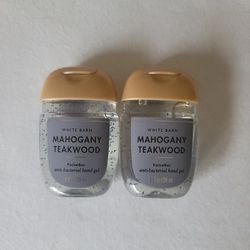 WHITE BARN
MAHOGANY
TEAKWOOD
PocketBac
anti-bacterial hand gel
WHITE BARN
MAHOGANY
TEAKWOOD
PocketBac
anti-bacterial hand gel